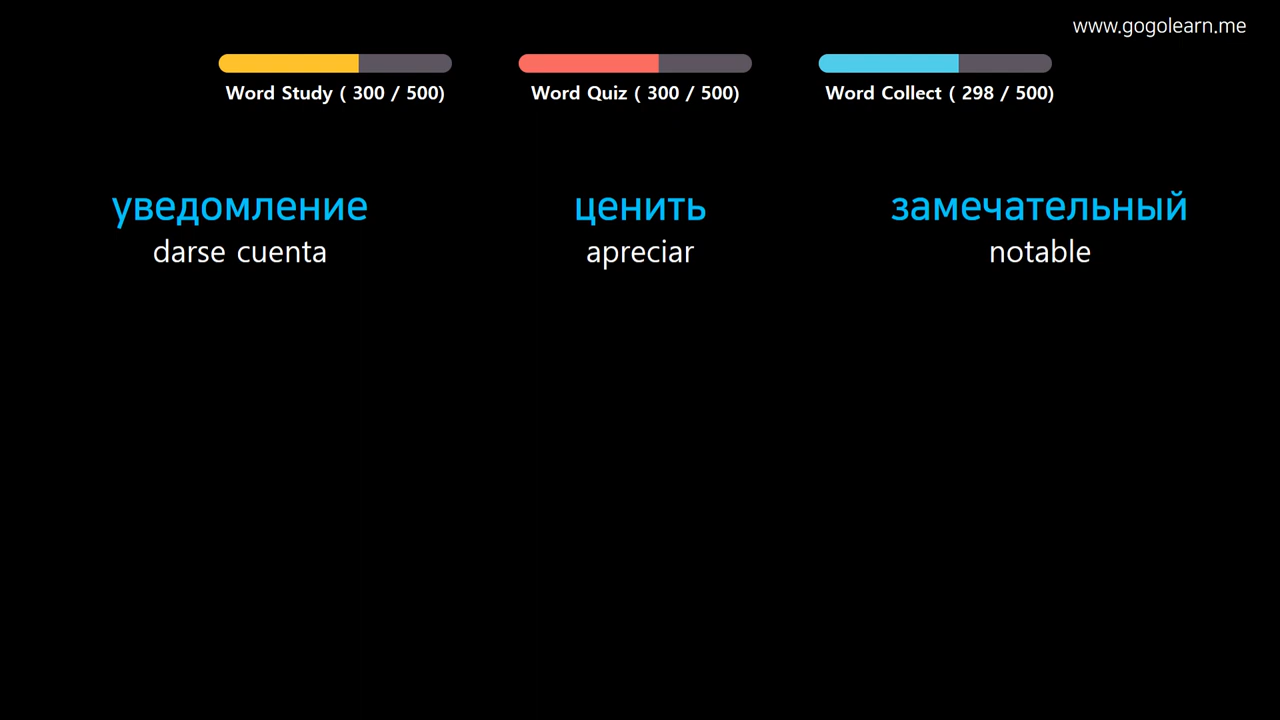 www.gogolearn.me
Word Study ( 300 / 500) Word Quiz ( 300 / 500) Word Collect ( 298 / 500)
уведомление ценить замечательный
darse cuenta apreciar notable